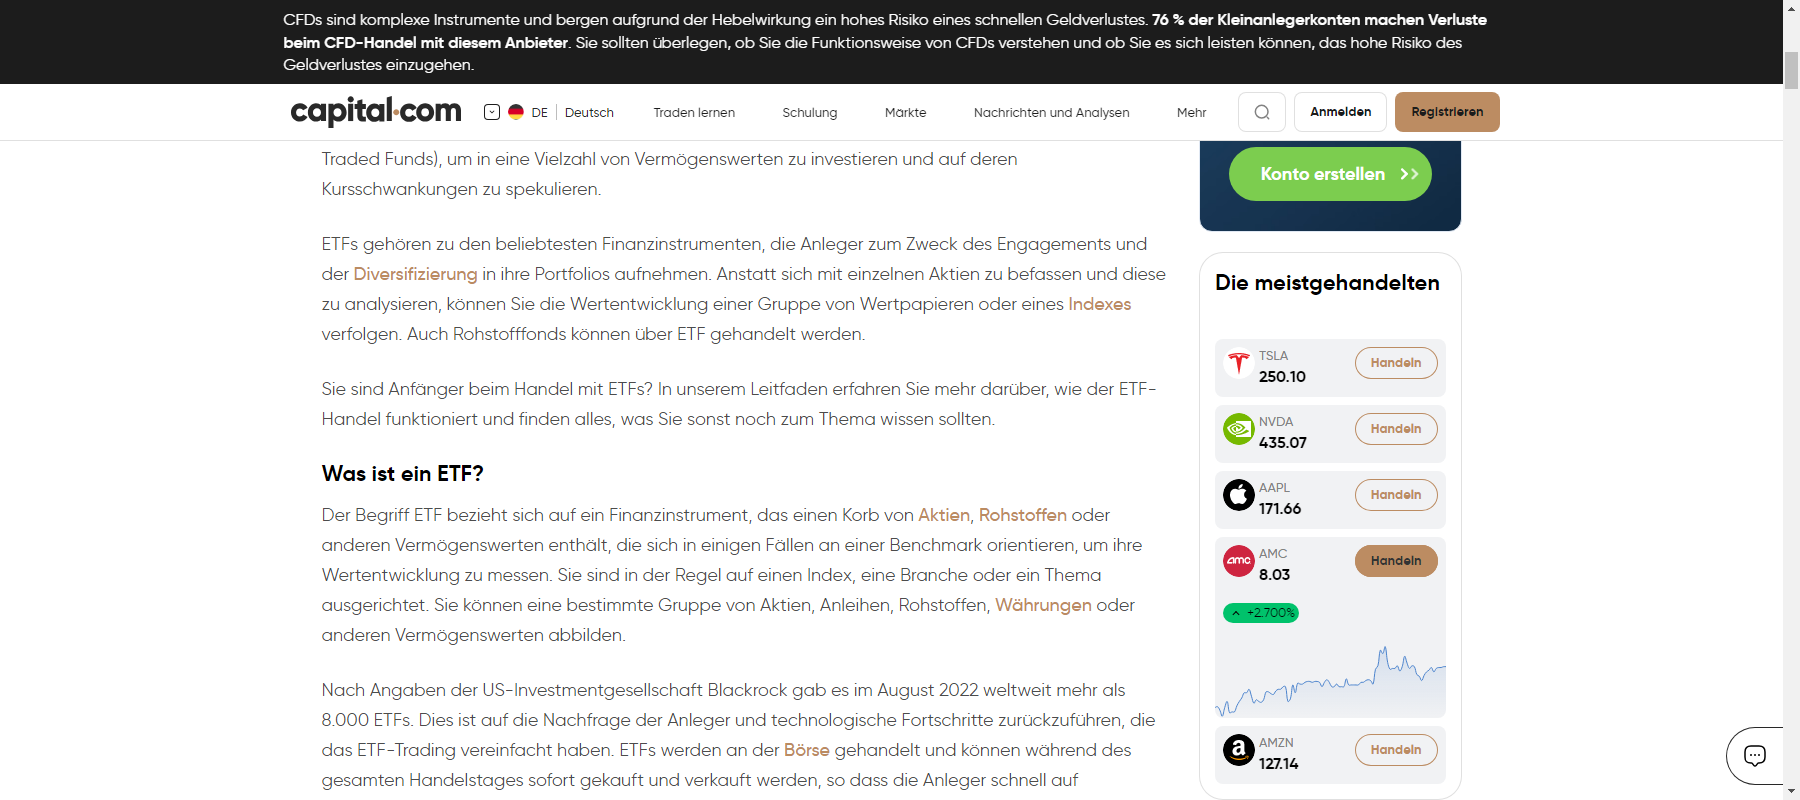 CFDs sind komplexe Instrumente und bergen aufgrund der Hebelwirkung ein hohes Risiko eines schnellen Geldverlustes. 76 % der Kleinanlegerkonten machen Verluste
beim CFD-Handel mit diesem Anbieter. Sie sollten überlegen, ob Sie die Funktionsweise von CFDs verstehen und ob Sie es sich leisten können, das hohe Risiko des
Geldverlustes einzugehen.
capital.com
DE Deutsch
Traden lernen
Schulung
Märkte
Nachrichten und Analysen
Mehr
Anmelden
Registrieren
Traded Funds), um in eine Vielzahl von Vermögenswerten zu investieren und auf deren
Kursschwankungen zu spekulieren.
ETFs gehören zu den beliebtesten Finanzinstrumenten, die Anleger zum Zweck des Engagements und
der Diversifizierung in ihre Portfolios aufnehmen. Anstatt sich mit einzelnen Aktien zu befassen und diese
zu analysieren, können Sie die Wertentwicklung einer Gruppe von Wertpapieren oder eines Indexes
verfolgen. Auch Rohstofffonds können über ETF gehandelt werden.
Sie sind Anfänger beim Handel mit ETFs? In unserem Leitfaden erfahren Sie mehr darüber, wie der ETF-
Handel funktioniert und finden alles, was Sie sonst noch zum Thema wissen sollten.
Was ist ein ETF?
Der Begriff ETF bezieht sich auf ein Finanzinstrument, das einen Korb von Aktien, Rohstoffen oder
anderen Vermögenswerten enthält, die sich in einigen Fällen an einer Benchmark orientieren, um ihre
Wertentwicklung zu messen. Sie sind in der Regel auf einen Index, eine Branche oder ein Thema
ausgerichtet. Sie können eine bestimmte Gruppe von Aktien, Anleihen, Rohstoffen, Währungen oder
anderen Vermögenswerten abbilden.
Nach Angaben der US-Investmentgesellschaft Blackrock gab es im August 2022 weltweit mehr als
8.000 ETFs. Dies ist auf die Nachfrage der Anleger und technologische Fortschritte zurückzuführen, die
das ETF-Trading vereinfacht haben. ETFs werden an der Börse gehandelt und können während des
gesamten Handelstages sofort gekauft und verkauft werden, so dass die Anleger schnell auf
Konto erstellen
Die meistgehandelten
TSLA
250.10
Handeln
NVDA
435.07
Handeln
AAPL
171.66
Handeln
amc
AMC
8.03
Handeln
+2.700%
AMZN
127.14
Handeln